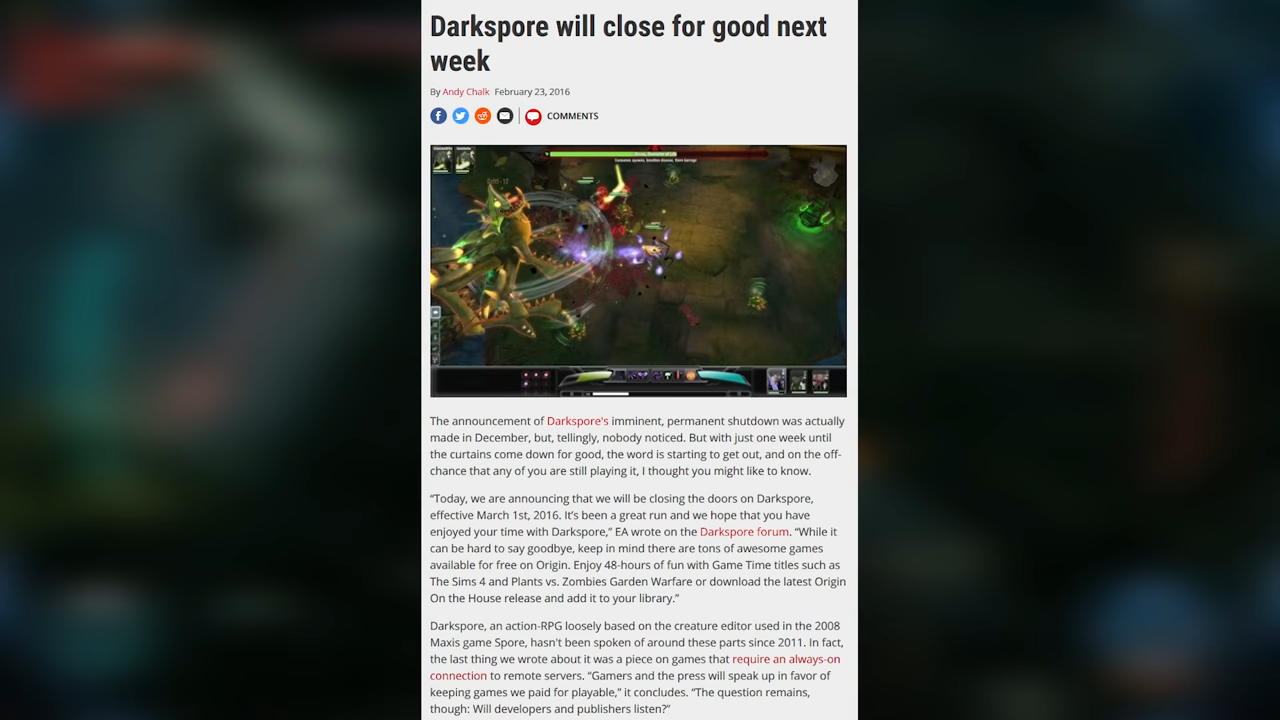 Darkspore will close for good next
week
By Andy Chalk February 23, 2016
COMMENTS
The announcement of Darkspore's imminent, permanent shutdown was actually
made in December, but, tellingly, nobody noticed. But with just one week until
the curtains come down for good, the word is starting to get out, and on the off-
chance that any of you are still playing it, I thought you might like to know.
“Today, we are announcing that we will be closing the doors on Darkspore,
effective March 1st, 2016. It’s been a great run and we hope that you have
enjoyed your time with Darkspore,” EA wrote on the Darkspore forum. “While it
can be hard to say goodbye, keep in mind there are tons of awesome games
available for free on Origin. Enjoy 48-hours of fun with Game Time titles such as
The Sims 4 and Plants vs. Zombies Garden Warfare or download the latest Origin
On the House release and add it to your library.”
Darkspore, an action-RPG loosely based on the creature editor used in the 2008
Maxis game Spore, hasn't been spoken of around these parts since 2011. In fact,
the last thing we wrote about it was a piece on games that require an always-on
connection to remote servers. “Gamers and the press will speak up in favor of
keeping games we paid for playable,” it concludes. “The question remains,
though: Will developers and publishers listen?”